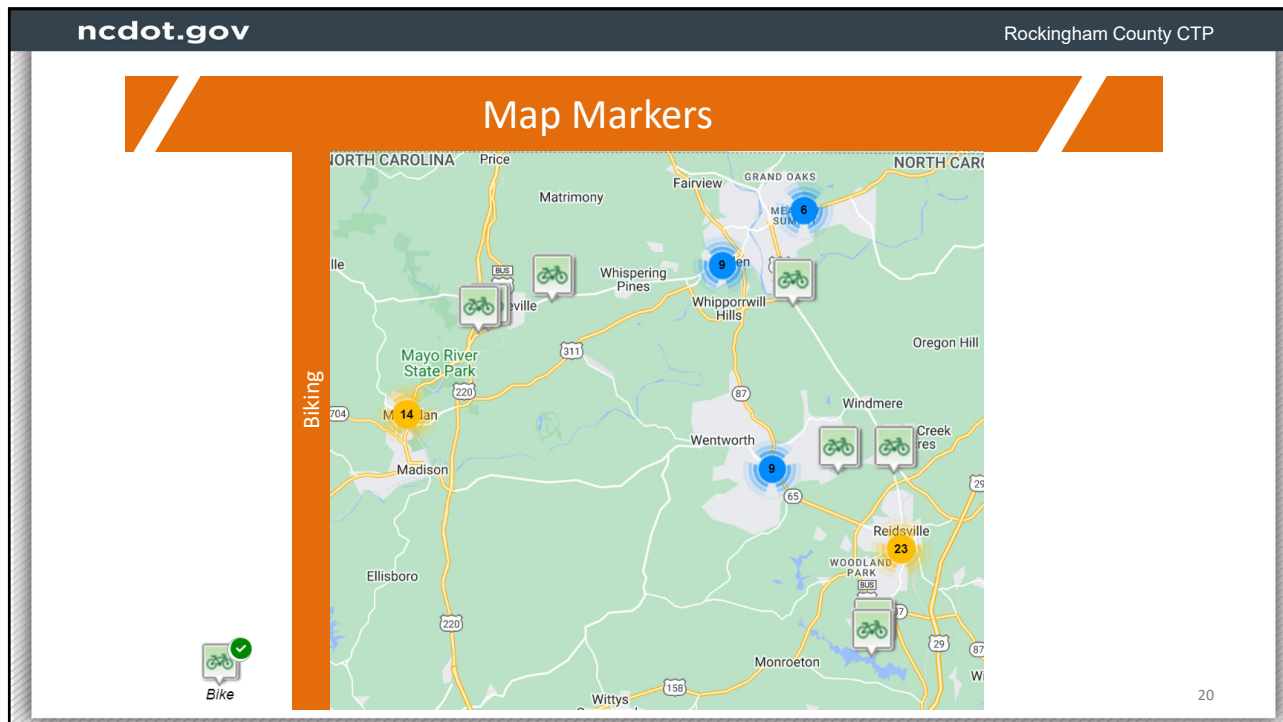 ncdot.gov
Rockingham County CTP
Map Markers
Biking
NORTH CAROLINA
Price
NORTH
Matrimony
Fairview
GRAND OAKS
6
9
BUS
Whispering
Pines
Whipporrwill
Hills
311
Oregon Hill
Mayo River
State Park
220
87
704
14
Windmere
Creek
Wentworth
Madison
9
65
29
Reidsville
23
WOODLAND
PARK
BUS
Ellisboro
220
29
87
Monroeton
158
Wittys
Bike
20